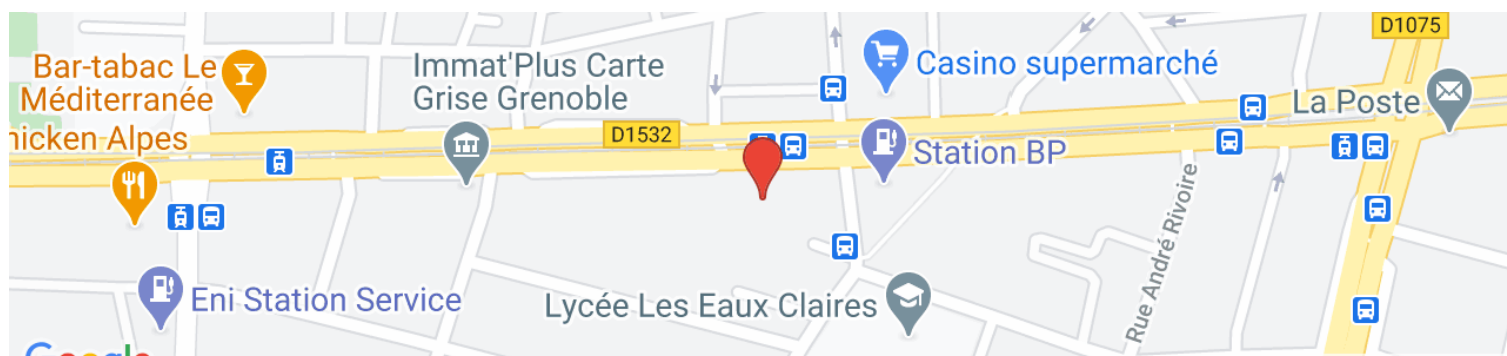 D1075
Bar-tabac Le
Méditerranée
Immat'Plus Carte
Grise Grenoble
Casino supermarché
La Poste
hicken Alpes
D1532
Station BP
Rue André Rivoire
Eni Station Service
Lycée Les Eaux Claires
Google